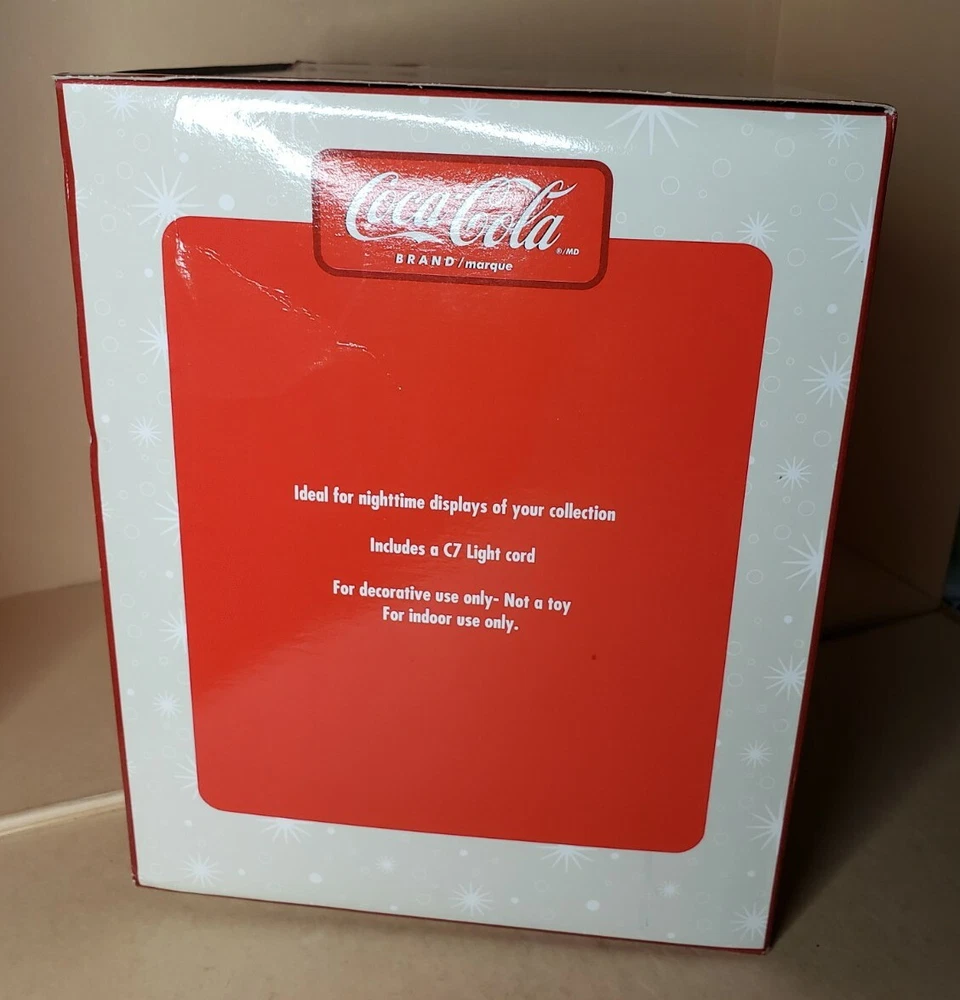 Coca-Cola
®/MD
BRAND/marque
Ideal for nighttime displays of your collection
Includes a C7 Light cord
For decorative use only- Not a toy
For indoor use only.